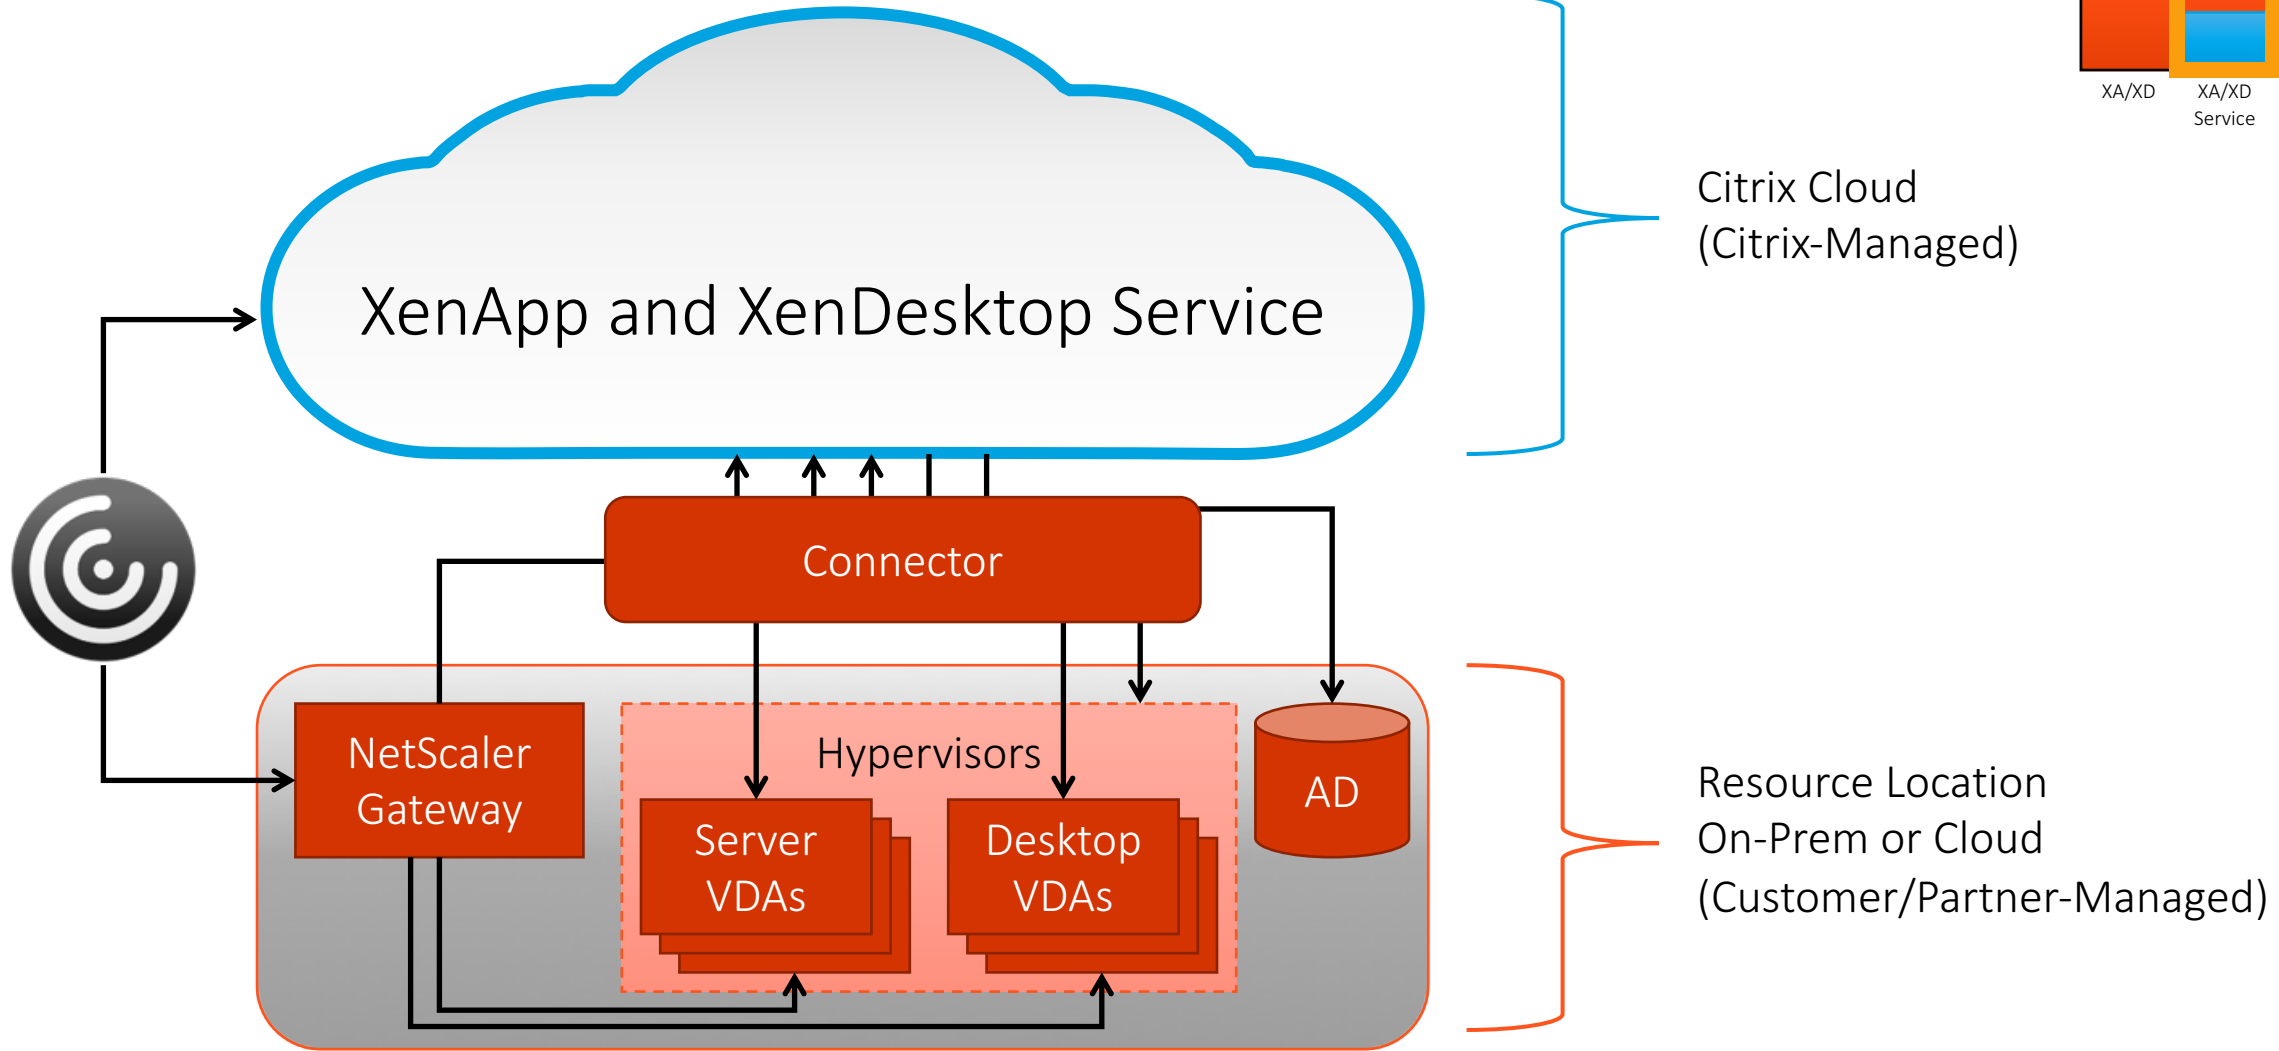 XA/XD
XA/XD
Service
Citrix Cloud
(Citrix-Managed)
XenApp and XenDesktop Service
Connector
NetScaler
Gateway
Hypervisors
Server
VDAs
Desktop
VDAs
AD
Resource Location
On-Prem or Cloud
(Customer/Partner-Managed)